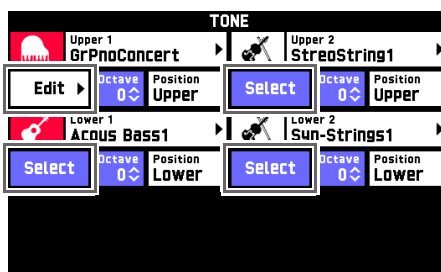 TONE
Upper 1
GrPnoConcert
Upper 2
StreoString1
Edit
Octave
0
Position
Upper
Select
Octave
0
Position
Upper
Lower 1
Acous Bass1
Lower 2
Syn-Strings1
Select
Octave
0
Position
Lower
Select
Octave
0
Position
Lower